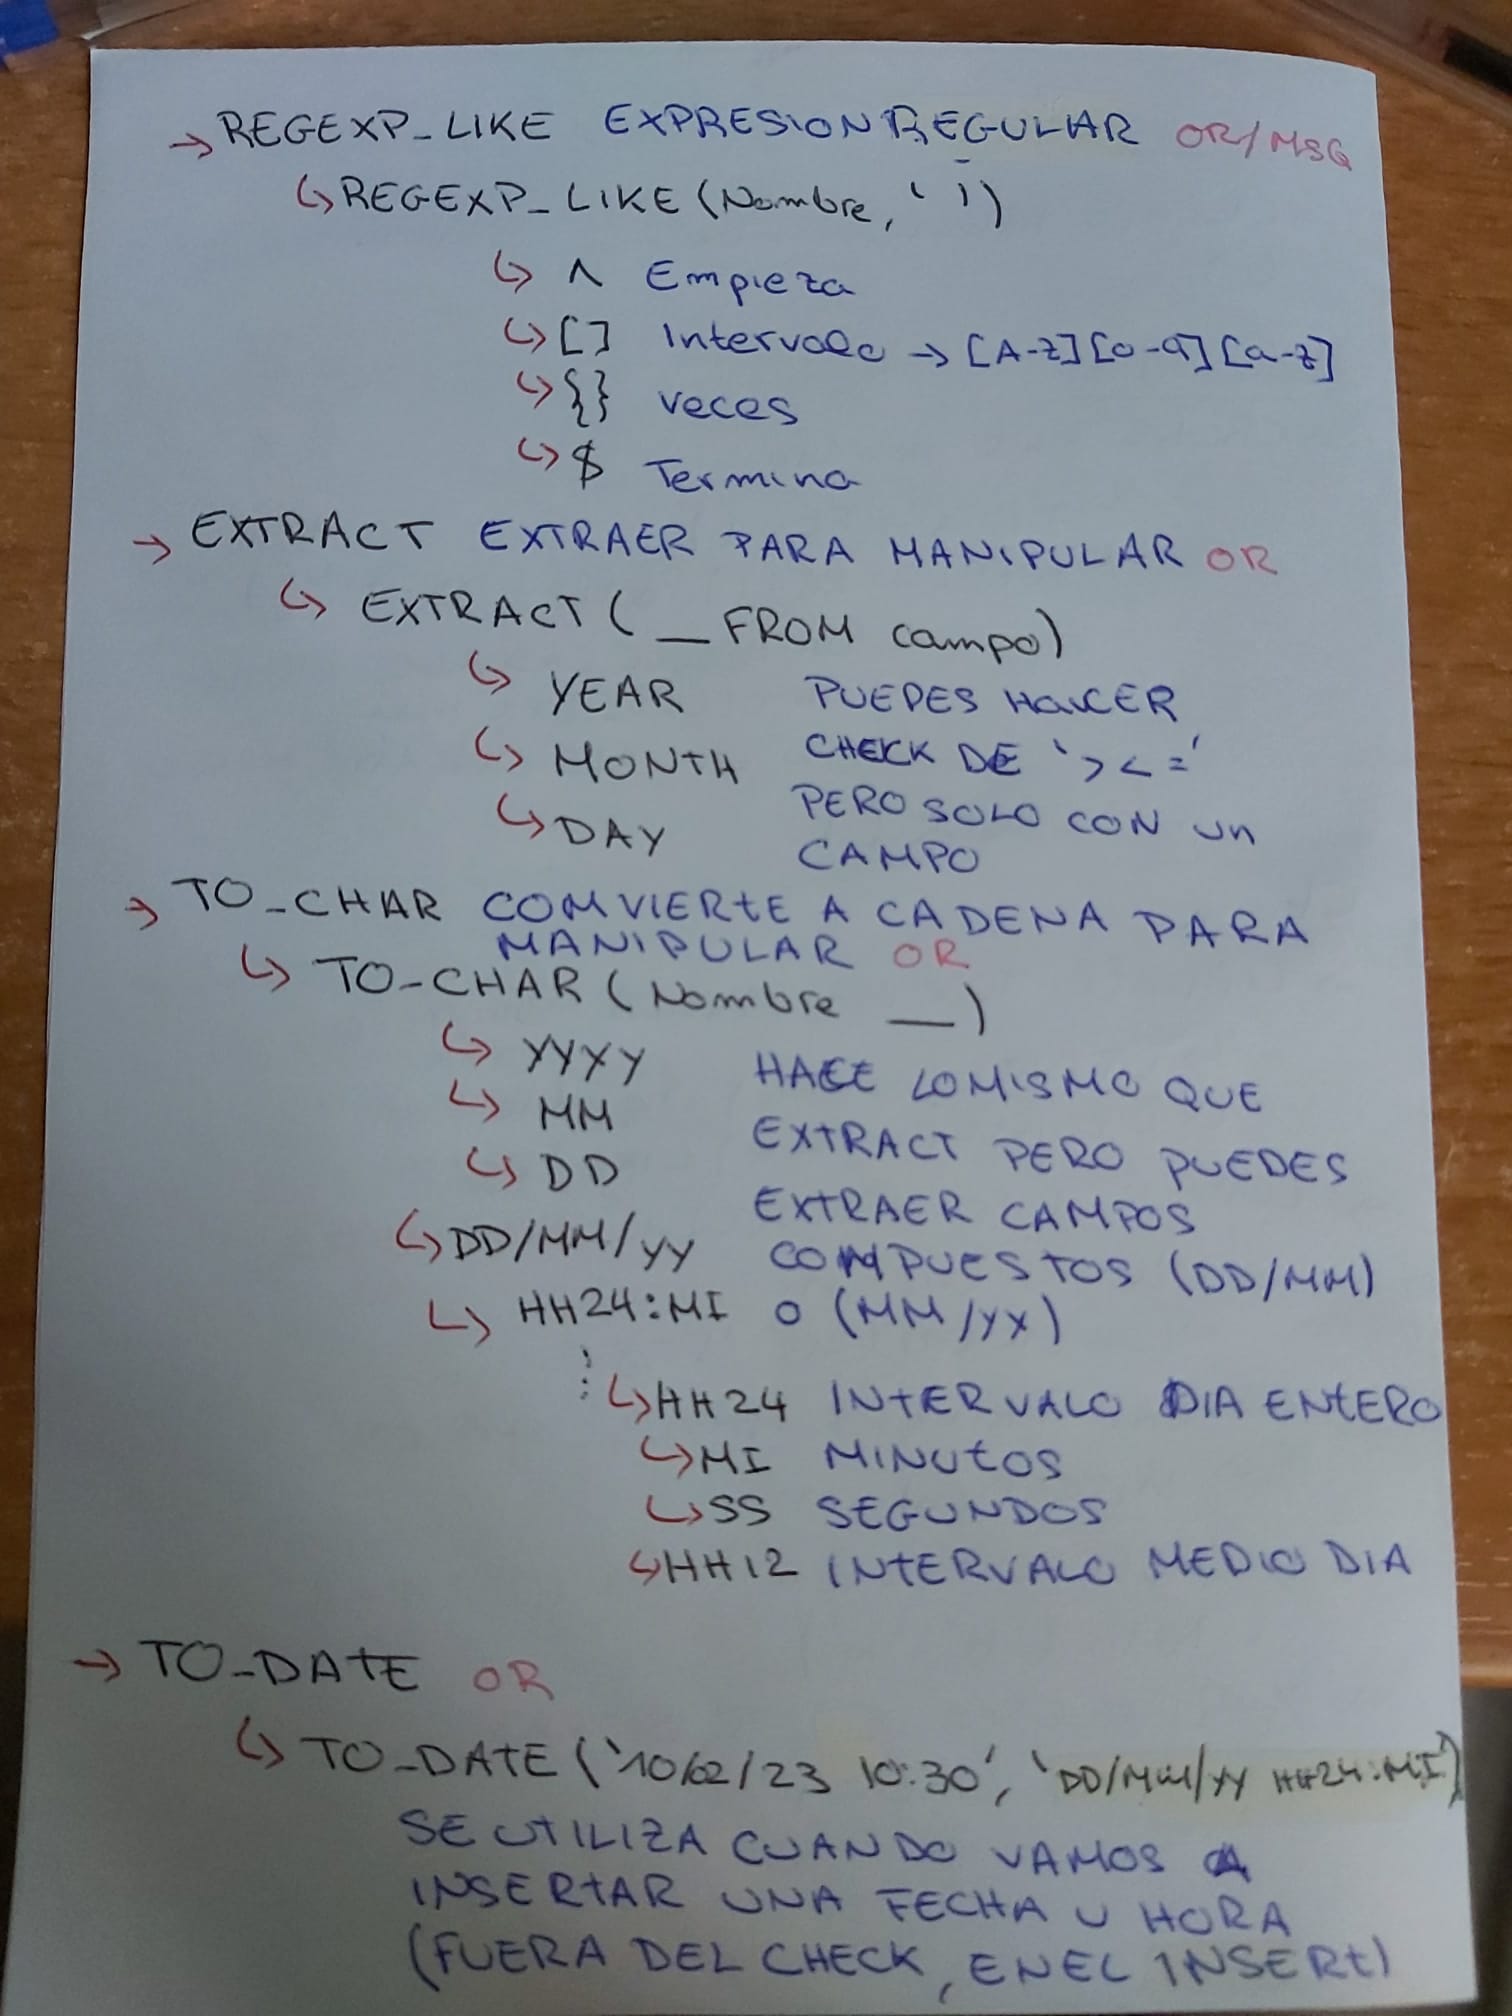 → REGEXP_LIKE EXPRESION REGULAR OR/MSQ
↳ REGEXP_LIKE (Nombre, ' ')
↳ ^ Empieza
↳ [] Intervalo → [A-Z][0-9][a-z]
↳ {} veces
↳ $ Termina
→ EXTRACT EXTRAER PARA MANIPULAR OR
↳ EXTRACT ( __ FROM campo)
↳ YEAR PUEDES HACER
↳ MONTH CHECK DE '> < ='
PERO SOLO CON un
↳ DAY CAMPO
→ TO_CHAR COMVIERTE A CADENA PARA
MANIPULAR OR
↳ TO-CHAR (Nombre __ )
↳ YYYY HACE LO MISMO QUE
↳ MM EXTRACT PERO PUEDES
↳ DD EXTRAER CAMPOS
↳ DD/MM/YY COMPUESTOS (DD/MM)
↳ HH24:MI O (MM/YY)
↳ HH24 INTERVALO DIA ENTERO
↳ MI MINUTOS
↳ SS SEGUNDOS
↳ HH12 INTERVALO MEDIO DIA
→ TO_DATE OR
↳ TO_DATE ('10/02/23 10:30', 'DD/MM/YY HH24:MI')
SE UTILIZA CUANDO VAMOS A
INSERTAR UNA FECHA U HORA
(FUERA DEL CHECK, EN EL INSERT)